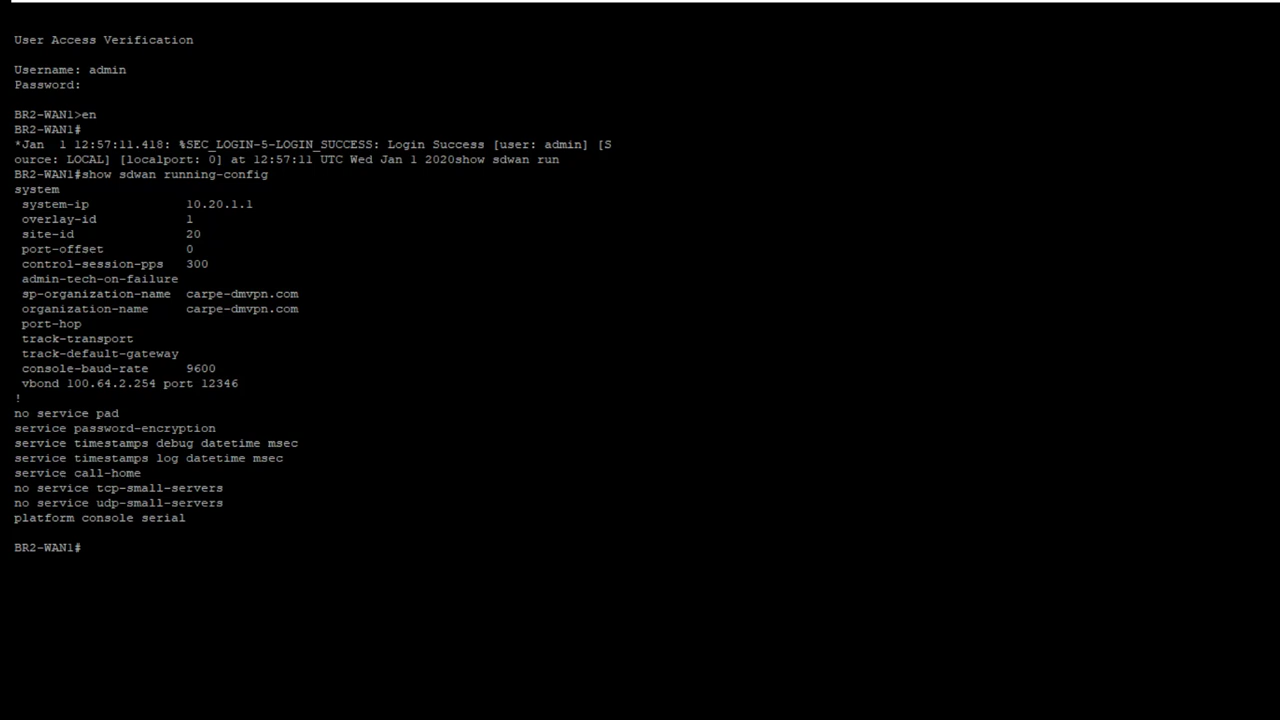 User Access Verification
Username: admin
Password:
BR2-WAN1>en
BR2-WAN1#
*Jan  1 12:57:11.418: %SEC_LOGIN-5-LOGIN_SUCCESS: Login Success [user: admin] [S
ource: LOCAL] [localport: 0] at 12:57:11 UTC Wed Jan 1 2020show sdwan run
BR2-WAN1#show sdwan running-config
system
 system-ip             10.20.1.1
 overlay-id            1
 site-id               20
 port-offset           0
 control-session-pps   300
 admin-tech-on-failure
 sp-organization-name  carpe-dmvpn.com
 organization-name     carpe-dmvpn.com
 port-hop
 track-transport
 track-default-gateway
 console-baud-rate     9600
 vbond 100.64.2.254 port 12346
!
no service pad
service password-encryption
service timestamps debug datetime msec
service timestamps log datetime msec
service call-home
no service tcp-small-servers
no service udp-small-servers
platform console serial
BR2-WAN1#